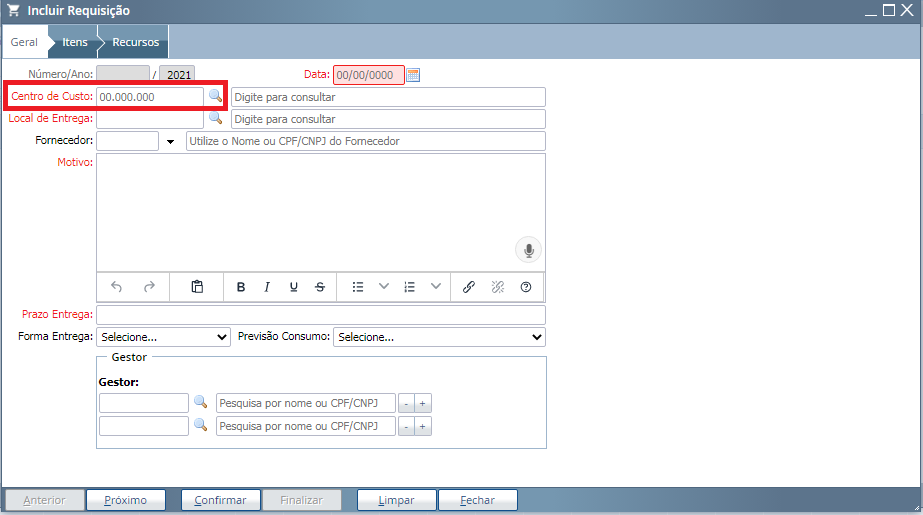 Incluir Requisição
Geral Itens Recursos
Número/Ano: / 2021 Data: 00/00/0000
Centro de Custo: 00.000.000 Digite para consultar
Local de Entrega: Digite para consultar
Fornecedor: Utilize o Nome ou CPF/CNPJ do Fornecedor
Motivo:
B I U S
Prazo Entrega:
Forma Entrega: Selecione... Previsão Consumo: Selecione...
Gestor
Gestor:
Pesquisa por nome ou CPF/CNPJ - +
Pesquisa por nome ou CPF/CNPJ - +
Anterior Próximo Confirmar Finalizar Limpar Fechar